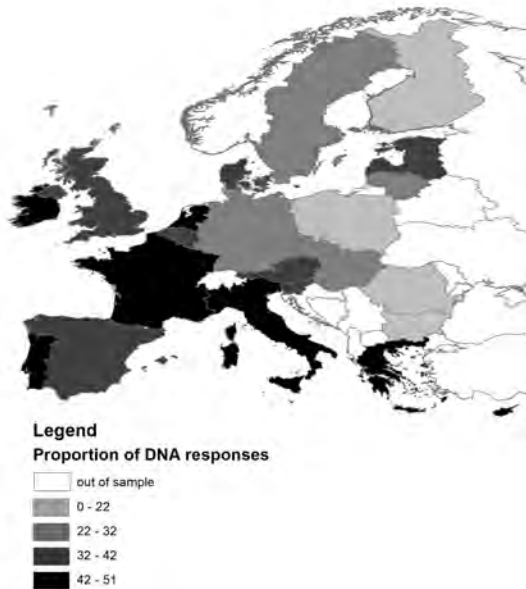 Legend
Proportion of DNA responses
out of sample
0 - 22
22 - 32
32 - 42
42 - 51